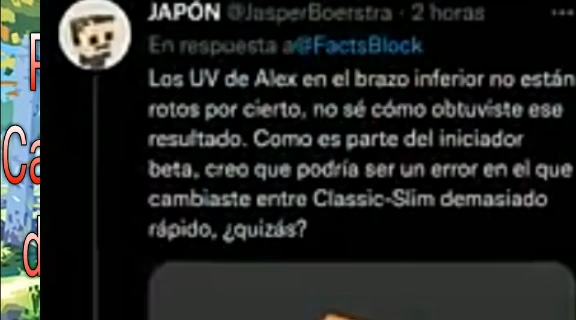 JAPÓN @JasperBoerstra · 2 horas
En respuesta a@FactsBlock
Los UV de Alex en el brazo inferior no están
rotos por cierto, no sé cómo obtuviste ese
resultado. Como es parte del iniciador
beta, creo que podría ser un error en el que
cambiaste entre Classic-Slim demasiado
rápido, ¿quizás?
Ca
d